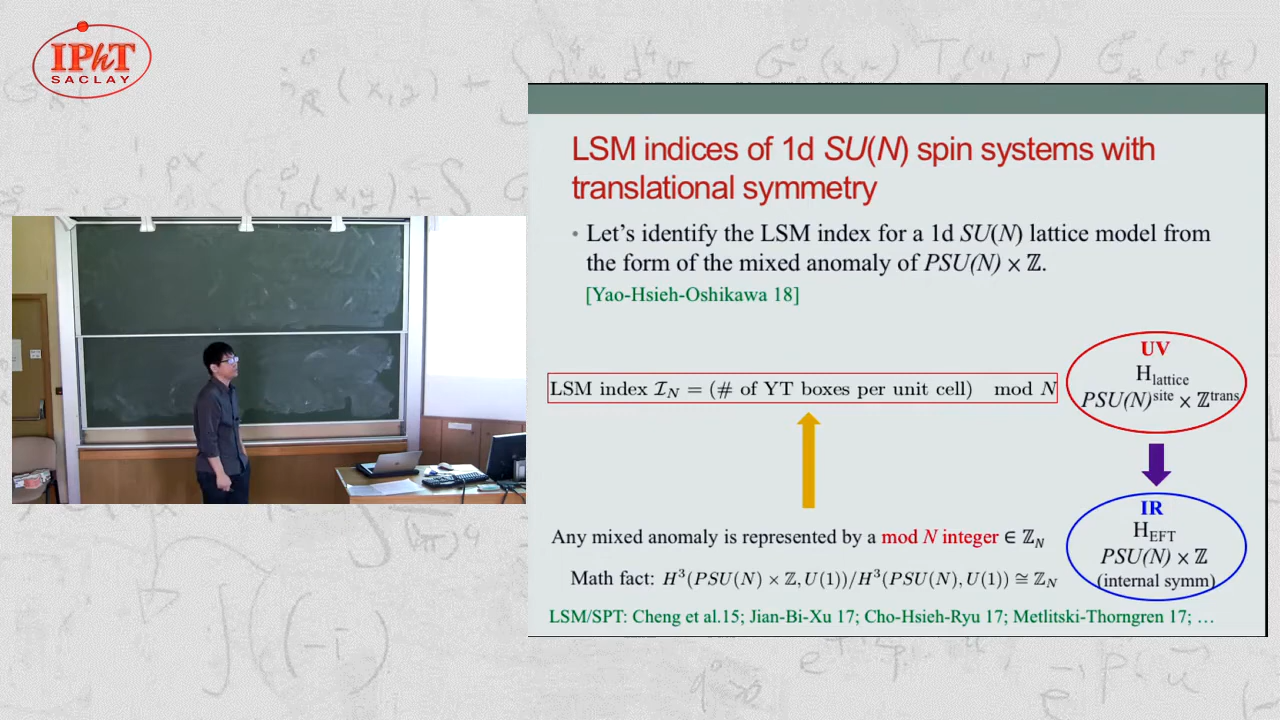 IPhT
SACLAY
LSM indices of 1d SU(N) spin systems with
translational symmetry
• Let's identify the LSM index for a 1d SU(N) lattice model from
the form of the mixed anomaly of PSU(N) × ℤ.
[Yao-Hsieh-Oshikawa 18]
LSM index 𝓘_N = (# of YT boxes per unit cell) mod N
UV
H_lattice
PSU(N)^site × ℤ^trans
IR
H_EFT
PSU(N) × ℤ
(internal symm)
Any mixed anomaly is represented by a mod N integer ∈ ℤ_N
Math fact: H³(PSU(N) × ℤ, U(1))/H³(PSU(N), U(1)) ≅ ℤ_N
LSM/SPT: Cheng et al.15; Jian-Bi-Xu 17; Cho-Hsieh-Ryu 17; Metlitski-Thorngren 17; …